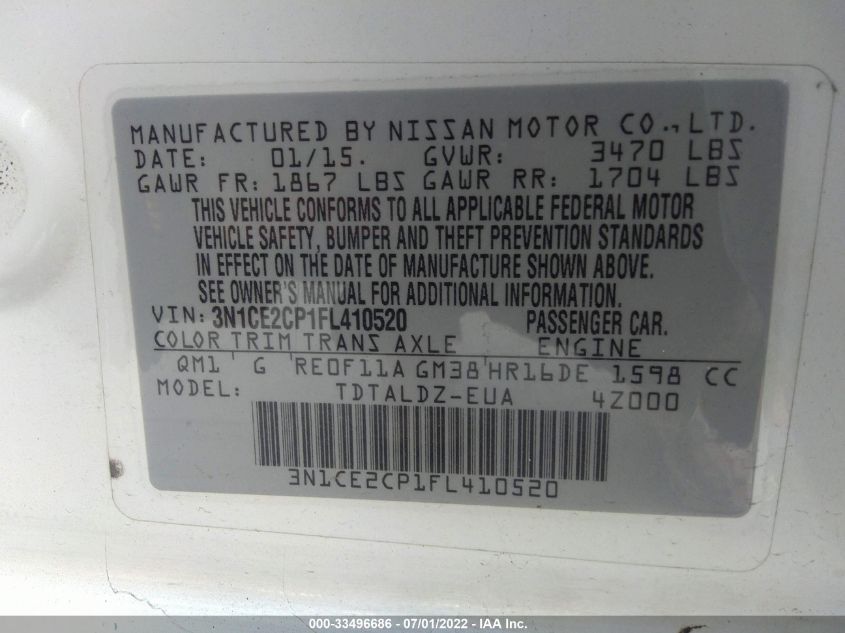 MANUFACTURED BY NISSAN MOTOR CO., LTD.
DATE: 01/15. GVWR: 3470 LBS
GAWR FR: 1867 LBS GAWR RR: 1704 LBS
THIS VEHICLE CONFORMS TO ALL APPLICABLE FEDERAL MOTOR
VEHICLE SAFETY, BUMPER AND THEFT PREVENTION STANDARDS
IN EFFECT ON THE DATE OF MANUFACTURE SHOWN ABOVE.
SEE OWNER'S MANUAL FOR ADDITIONAL INFORMATION.
VIN: 3N1CE2CP1FL410520 PASSENGER CAR.
COLOR TRIM TRANS AXLE ENGINE
QM1 ' G ' RE0F11A GM38 ' HR16DE 1598 CC
MODEL: TDTALDZ-EUA 4Z000
3N1CE2CP1FL410520
000-33496686 - 07/01/2022 - IAA Inc.